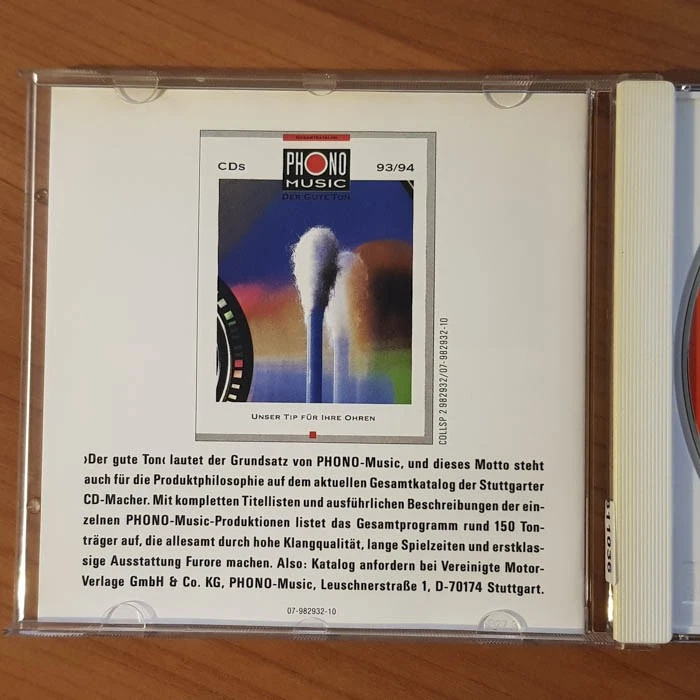 GESAMTKATALOG
CDs
PHONO
MUSIC
DER GUTE TON
93/94
UNSER TIP FÜR IHRE OHREN
COLLSP 2 982932/07-982932-10
›Der gute Ton‹ lautet der Grundsatz von PHONO-Music, und dieses Motto steht
auch für die Produktphilosophie auf dem aktuellen Gesamtkatalog der Stuttgarter
CD-Macher. Mit kompletten Titellisten und ausführlichen Beschreibungen der ein-
zelnen PHONO-Music-Produktionen listet das Gesamtprogramm rund 150 Ton-
träger auf, die allesamt durch hohe Klangqualität, lange Spielzeiten und erstklas-
sige Ausstattung Furore machen. Also: Katalog anfordern bei Vereinigte Motor-
Verlage GmbH & Co. KG, PHONO-Music, Leuschnerstraße 1, D-70174 Stuttgart.
07-982932-10